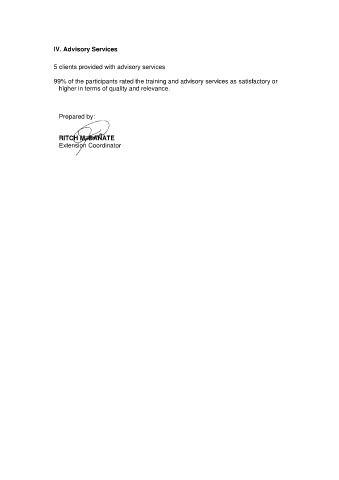 IV. Advisory Services
5 clients provided with advisory services
99% of the participants rated the training and advisory services as satisfactory or
higher in terms of quality and relevance.
Prepared by:
RITCH
Extension Coordinator